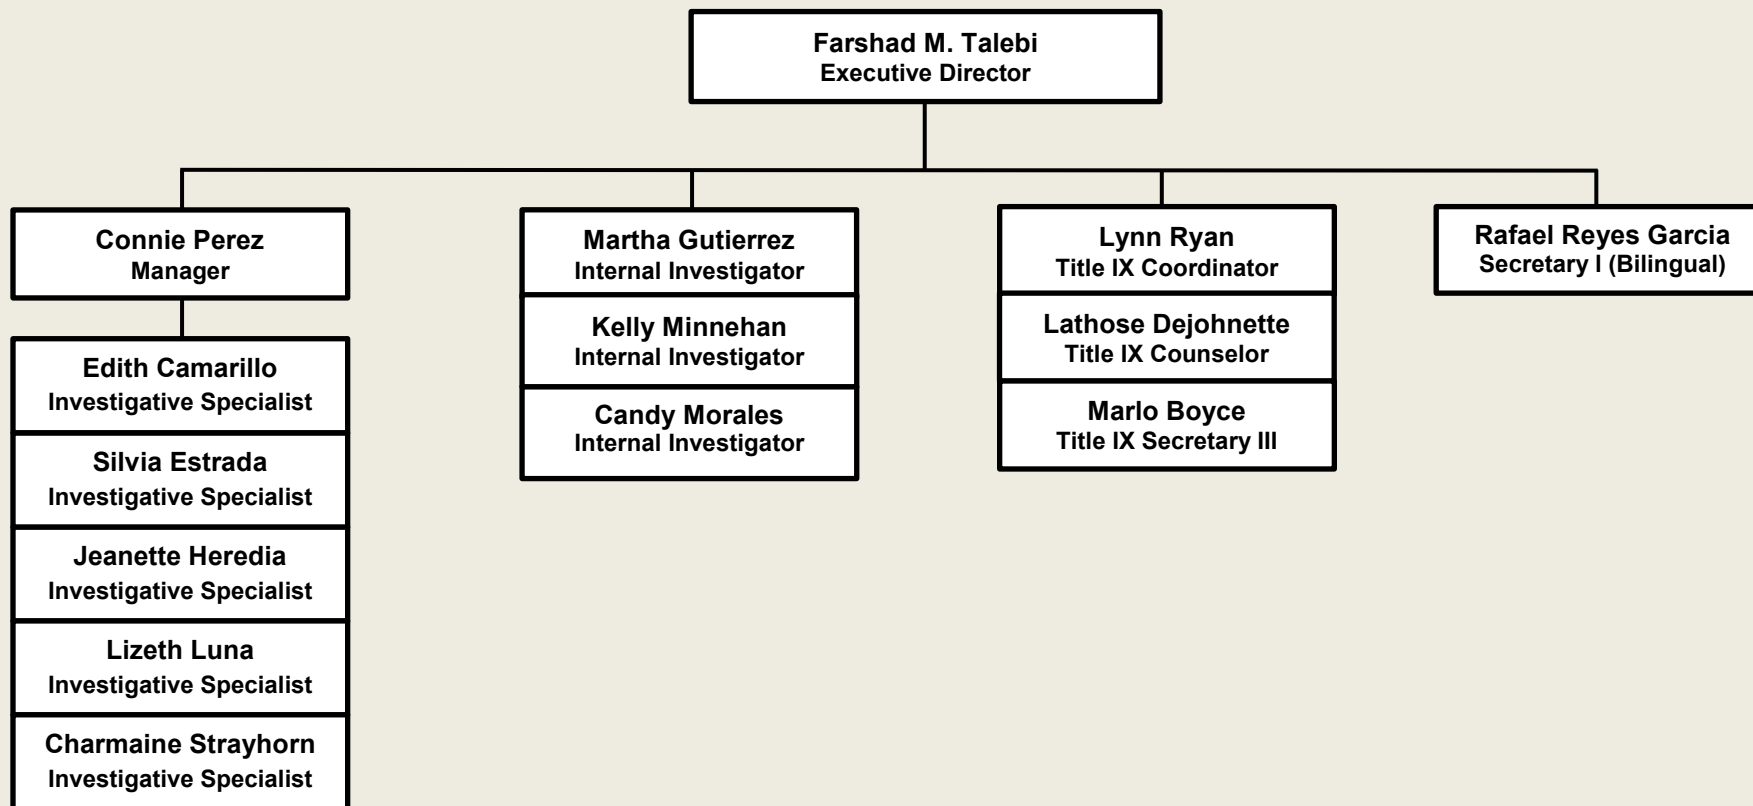 Farshad M. Talebi
Executive Director
Connie Perez
Manager
Edith Camarillo
Investigative Specialist
Silvia Estrada
Investigative Specialist
Jeanette Heredia
Investigative Specialist
Lizeth Luna
Investigative Specialist
Charmaine Strayhorn
Investigative Specialist
Martha Gutierrez
Internal Investigator
Kelly Minnehan
Internal Investigator
Candy Morales
Internal Investigator
Lynn Ryan
Title IX Coordinator
Lathose Dejohnette
Title IX Counselor
Marlo Boyce
Title IX Secretary III
Rafael Reyes Garcia
Secretary I (Bilingual)